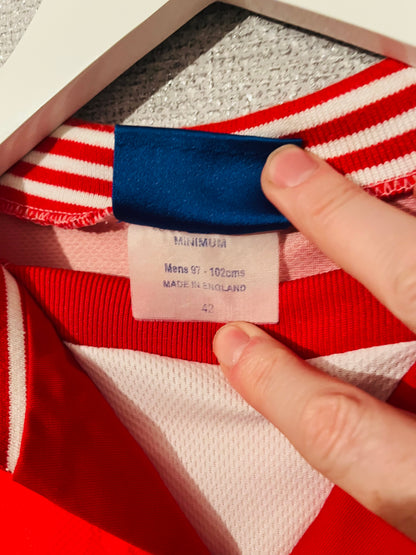 MINIMUM
Mens 97 - 102cms
MADE IN ENGLAND
42